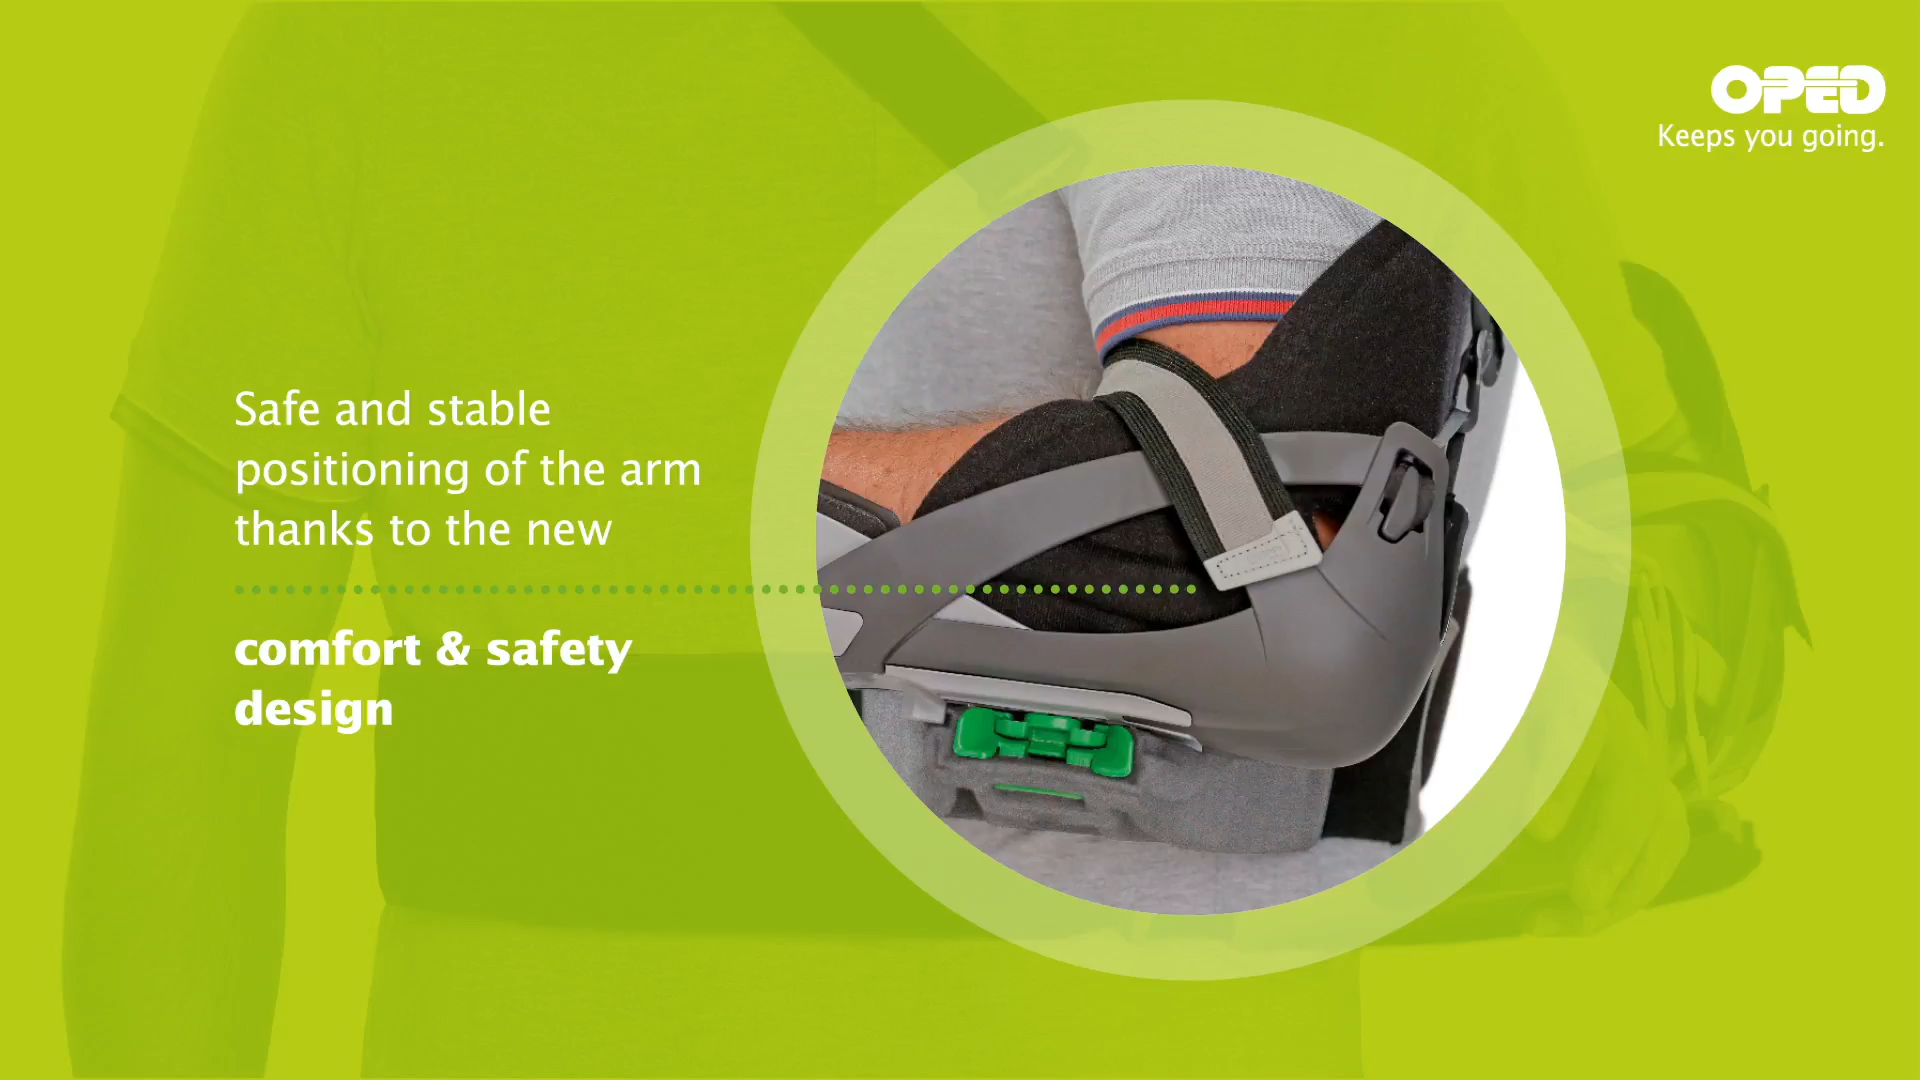 OPED
Keeps you going.
Safe and stable
positioning of the arm
thanks to the new
comfort & safety
design